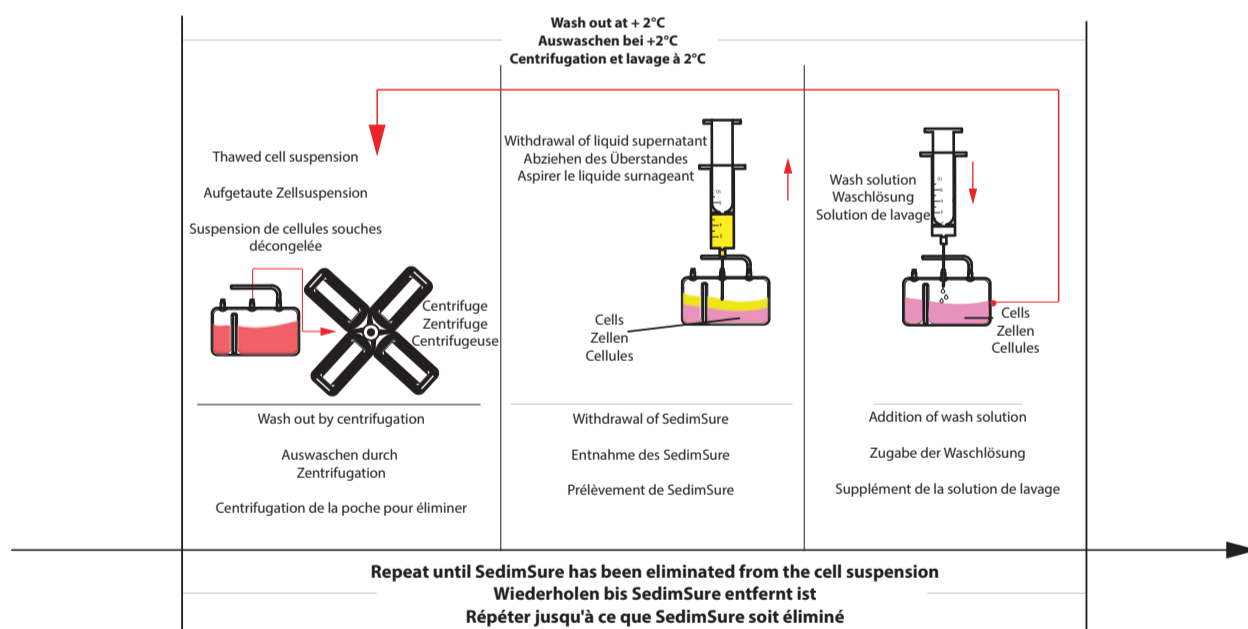 Wash out at + 2°C
Auswaschen bei +2°C
Centrifugation et lavage à 2°C
Thawed cell suspension
Aufgetaute Zellsuspension
Suspension de cellules souches
décongelée
Centrifuge
Zentrifuge
Centrifugeuse
Wash out by centrifugation
Auswaschen durch
Zentrifugation
Centrifugation de la poche pour éliminer
Withdrawal of liquid supernatant
Abziehen des Überstandes
Aspirer le liquide surnageant
Cells
Zellen
Cellules
Withdrawal of SedimSure
Entnahme des SedimSure
Prélèvement de SedimSure
Wash solution
Waschlösung
Solution de lavage
Cells
Zellen
Cellules
Addition of wash solution
Zugabe der Waschlösung
Supplément de la solution de lavage
Repeat until SedimSure has been eliminated from the cell suspension
Wiederholen bis SedimSure entfernt ist
Répéter jusqu'à ce que SedimSure soit éliminé